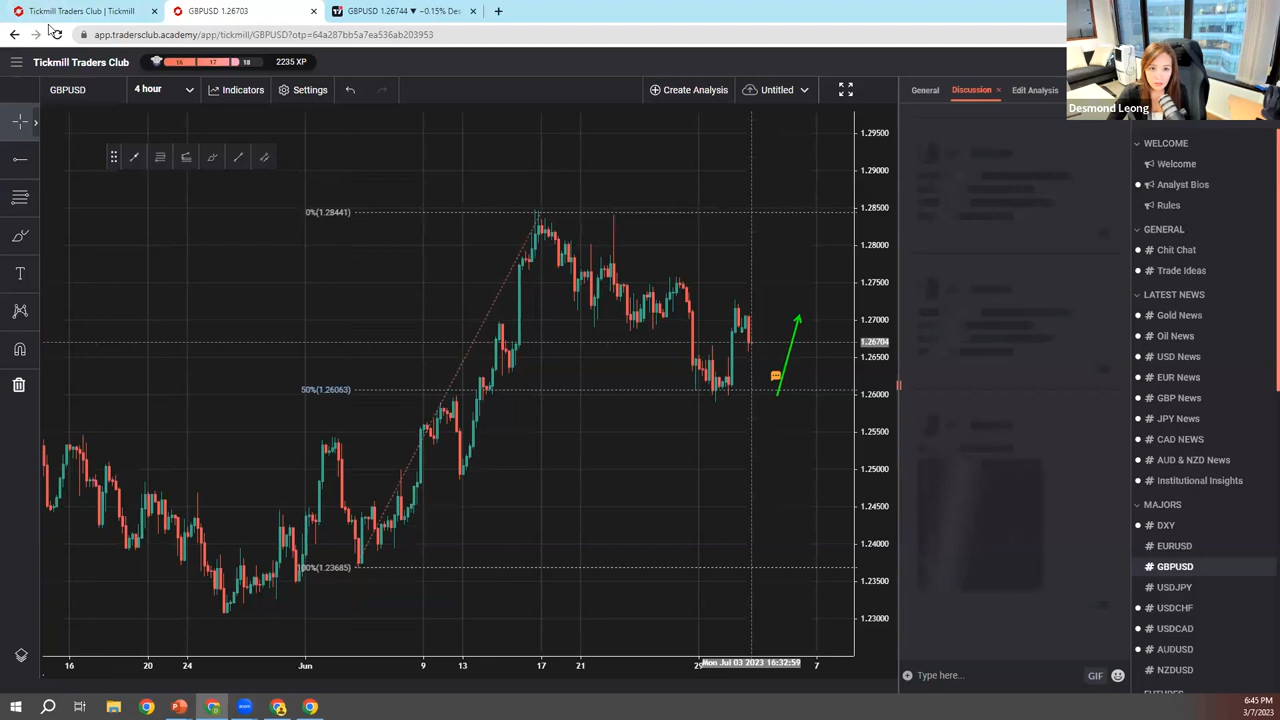 Tickmill Traders Club | Tickmill
GBPUSD 1.26703
GBPUSD 1.26744 ▼ −0.15% Des
app.tradersclub.academy/app/tickmill/GBPUSD?otp=64a287bb5a7ea536ab203953
Tickmill Traders Club
16
17
18
2235 XP
GBPUSD
4 hour
Indicators
Settings
Create Analysis
Untitled
General
Discussion
Edit Analysis
Desmond Leong
1.29500
1.29000
1.28500
1.28000
1.27500
1.27000
1.26704
1.26500
1.26000
1.25500
1.25000
1.24500
1.24000
1.23500
1.23000
0%(1.28441)
50%(1.26063)
100%(1.23685)
16
20
24
Jun
9
13
17
21
29
Mon Jul 03 2023 16:32:59
7
Type here...
GIF
WELCOME
Welcome
Analyst Bios
Rules
GENERAL
# Chit Chat
# Trade Ideas
LATEST NEWS
# Gold News
# Oil News
# USD News
# EUR News
# GBP News
# JPY News
# CAD NEWS
# AUD & NZD News
# Institutional Insights
MAJORS
# DXY
# EURUSD
# GBPUSD
# USDJPY
# USDCHF
# USDCAD
# AUDUSD
# NZDUSD
FUTURES
6:45 PM
3/7/2023